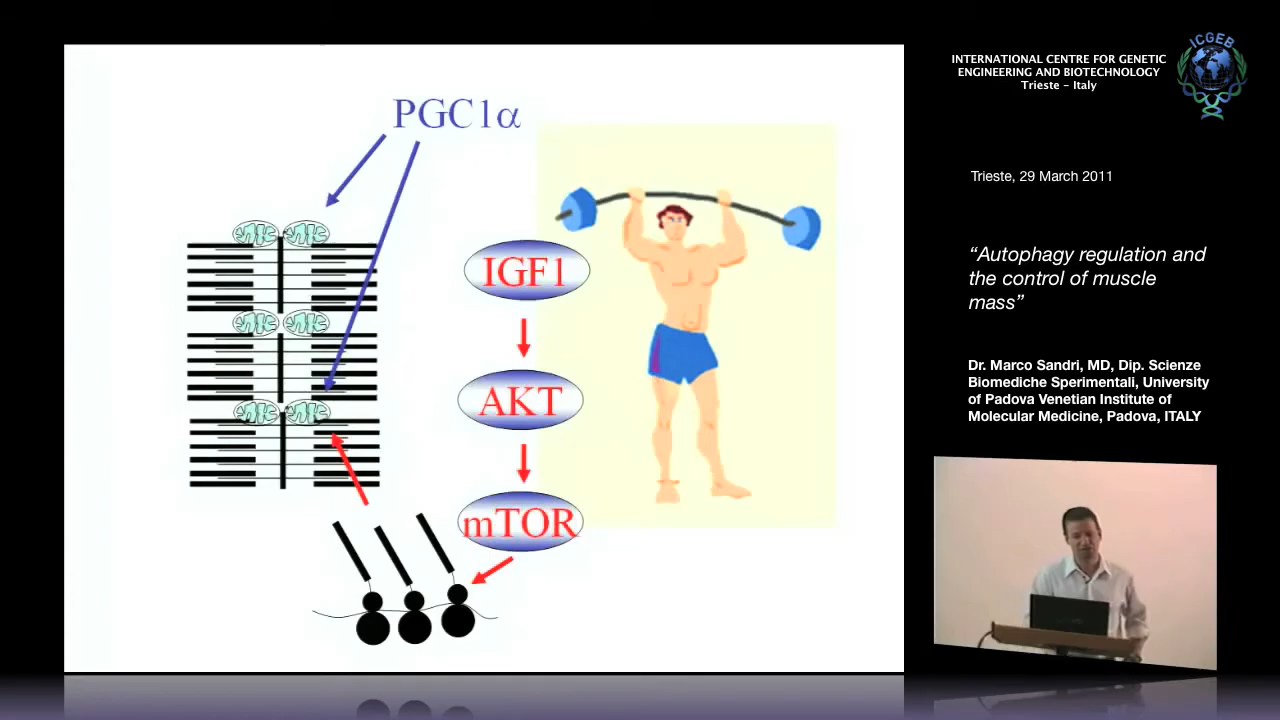 PGC1α
IGF1
AKT
mTOR
INTERNATIONAL CENTRE FOR GENETIC
ENGINEERING AND BIOTECHNOLOGY
Trieste – Italy
ICGEB
Trieste, 29 March 2011
“Autophagy regulation and
the control of muscle
mass”
Dr. Marco Sandri, MD, Dip. Scienze
Biomediche Sperimentali, University
of Padova Venetian Institute of
Molecular Medicine, Padova, ITALY